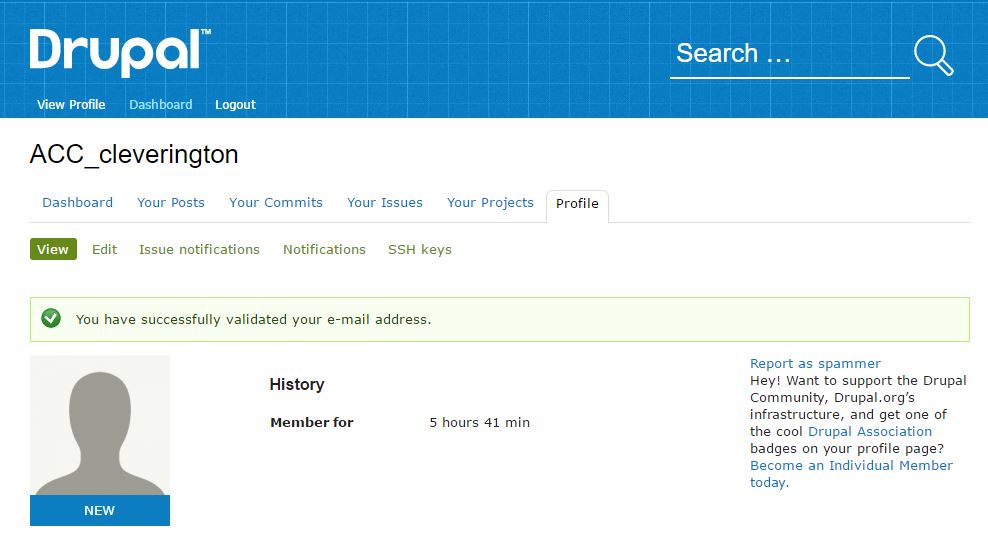 Drupal™
Search ...
View Profile Dashboard Logout
ACC_cleverington
Dashboard Your Posts Your Commits Your Issues Your Projects Profile
View Edit Issue notifications Notifications SSH keys
You have successfully validated your e-mail address.
NEW
History
Member for 5 hours 41 min
Report as spammer
Hey! Want to support the Drupal
Community, Drupal.org’s
infrastructure, and get one of
the cool Drupal Association
badges on your profile page?
Become an Individual Member
today.